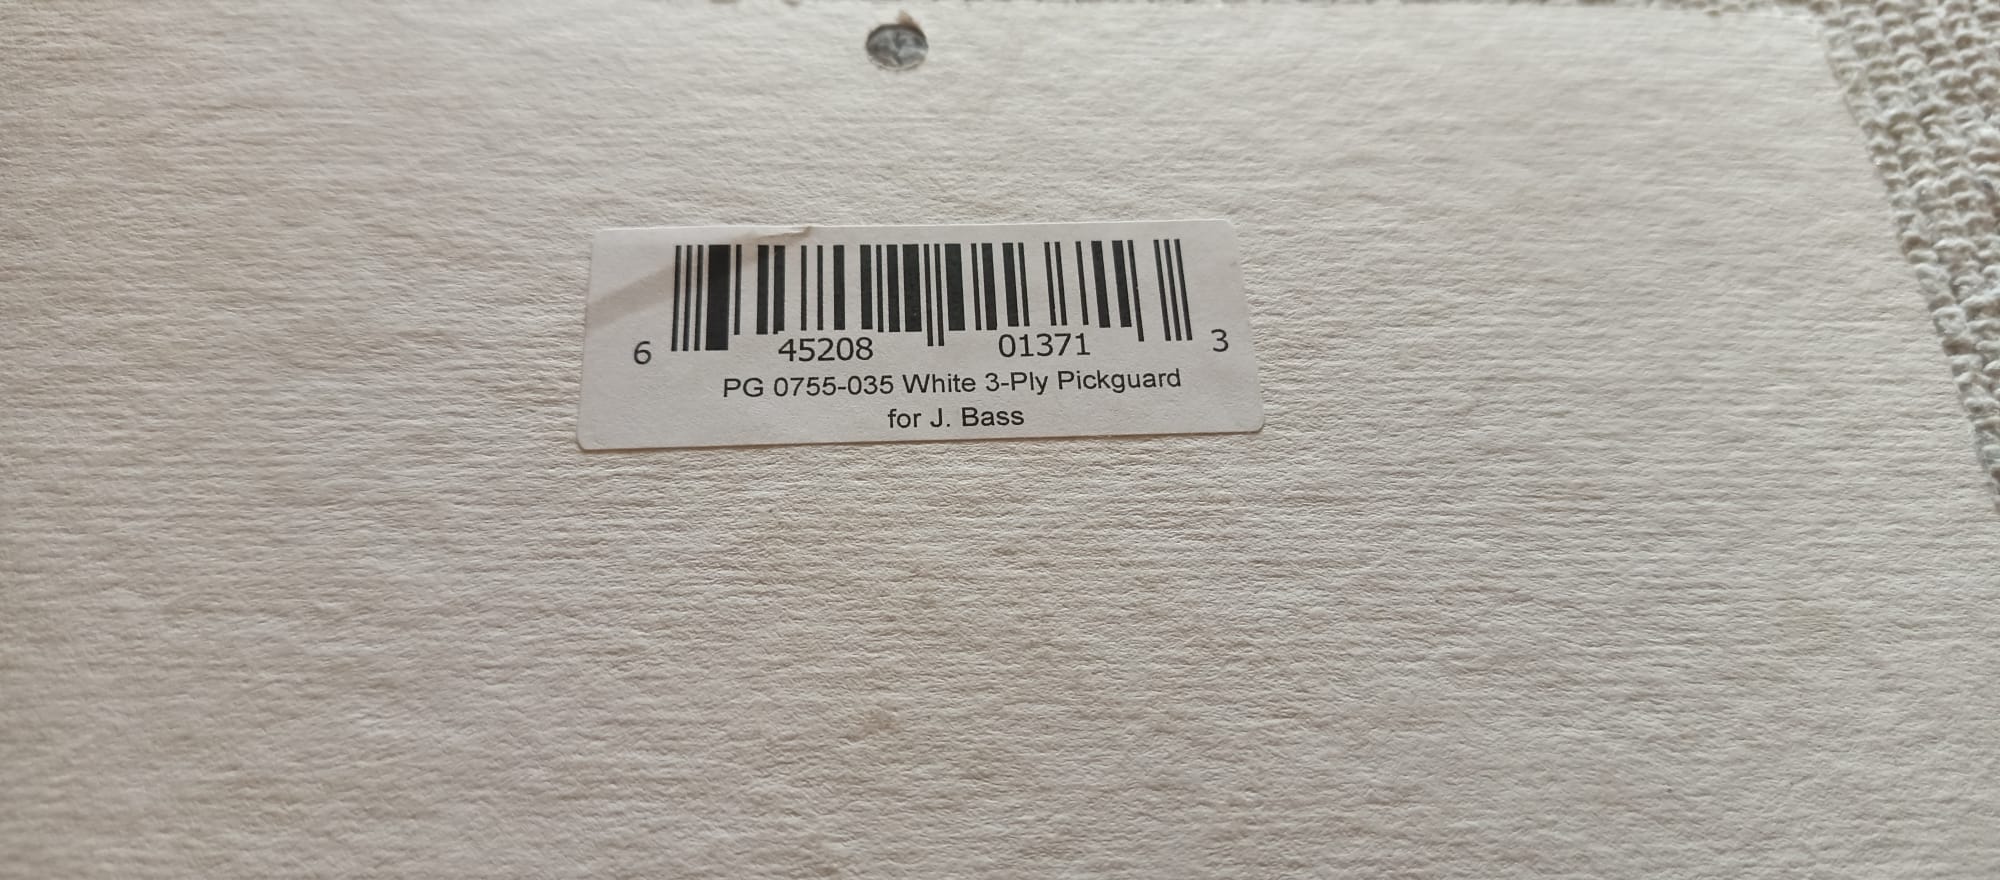 6 45208 01371 3
PG 0755-035 White 3-Ply Pickguard
for J. Bass